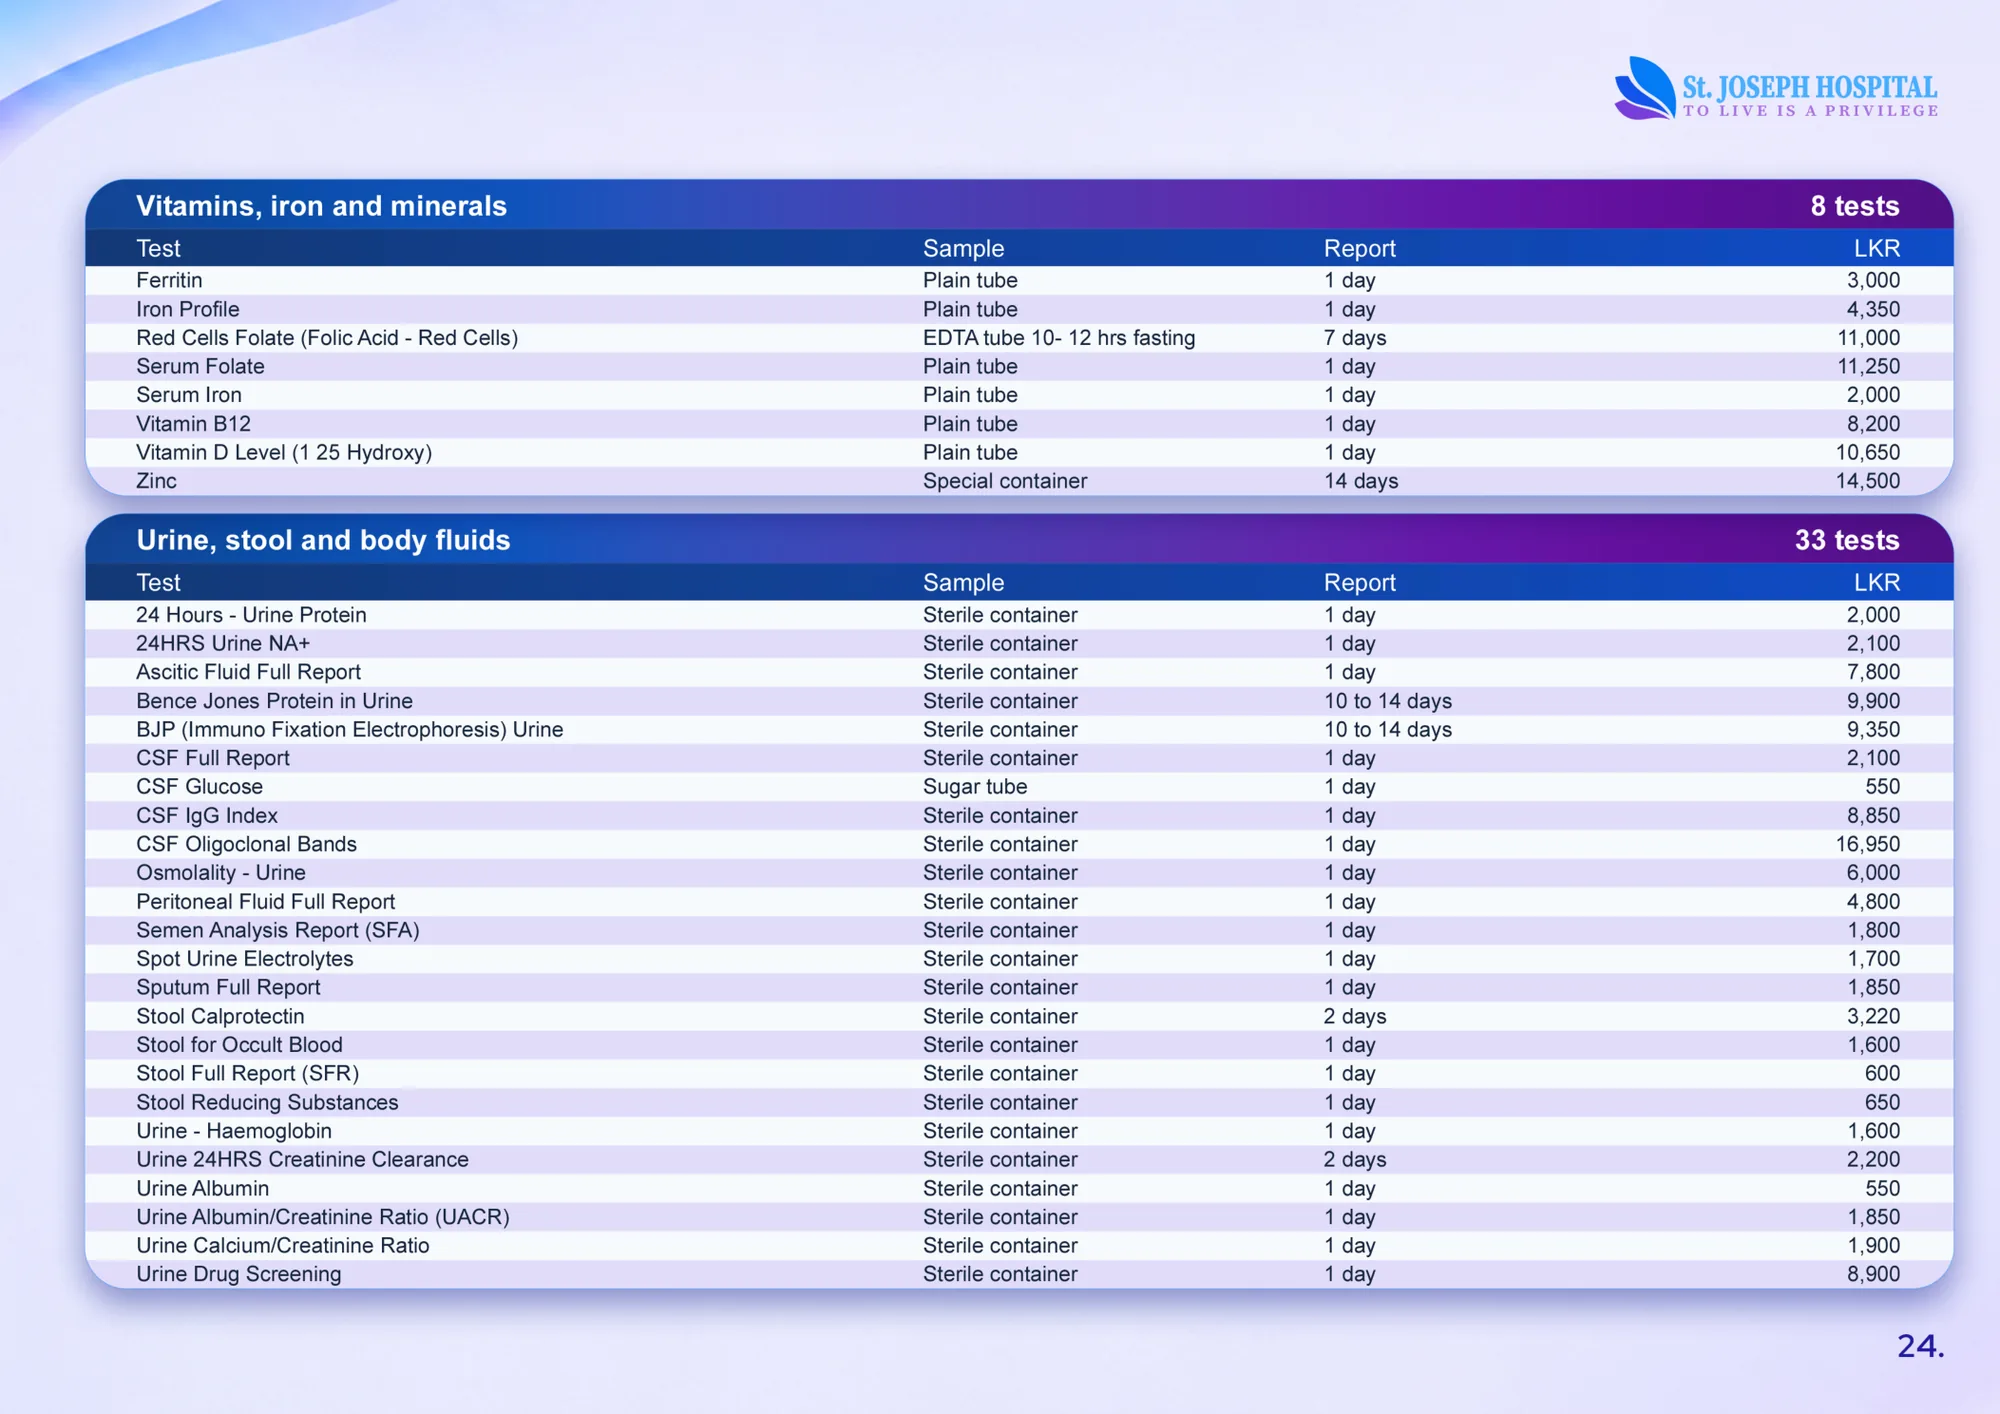 St. JOSEPH HOSPITAL
TO LIVE IS A PRIVILEGE
Vitamins, iron and minerals 8 tests
Test Sample Report LKR
Ferritin Plain tube 1 day 3,000
Iron Profile Plain tube 1 day 4,350
Red Cells Folate (Folic Acid - Red Cells) EDTA tube 10- 12 hrs fasting 7 days 11,000
Serum Folate Plain tube 1 day 11,250
Serum Iron Plain tube 1 day 2,000
Vitamin B12 Plain tube 1 day 8,200
Vitamin D Level (1 25 Hydroxy) Plain tube 1 day 10,650
Zinc Special container 14 days 14,500
Urine, stool and body fluids 33 tests
Test Sample Report LKR
24 Hours - Urine Protein Sterile container 1 day 2,000
24HRS Urine NA+ Sterile container 1 day 2,100
Ascitic Fluid Full Report Sterile container 1 day 7,800
Bence Jones Protein in Urine Sterile container 10 to 14 days 9,900
BJP (Immuno Fixation Electrophoresis) Urine Sterile container 10 to 14 days 9,350
CSF Full Report Sterile container 1 day 2,100
CSF Glucose Sugar tube 1 day 550
CSF IgG Index Sterile container 1 day 8,850
CSF Oligoclonal Bands Sterile container 1 day 16,950
Osmolality - Urine Sterile container 1 day 6,000
Peritoneal Fluid Full Report Sterile container 1 day 4,800
Semen Analysis Report (SFA) Sterile container 1 day 1,800
Spot Urine Electrolytes Sterile container 1 day 1,700
Sputum Full Report Sterile container 1 day 1,850
Stool Calprotectin Sterile container 2 days 3,220
Stool for Occult Blood Sterile container 1 day 1,600
Stool Full Report (SFR) Sterile container 1 day 600
Stool Reducing Substances Sterile container 1 day 650
Urine - Haemoglobin Sterile container 1 day 1,600
Urine 24HRS Creatinine Clearance Sterile container 2 days 2,200
Urine Albumin Sterile container 1 day 550
Urine Albumin/Creatinine Ratio (UACR) Sterile container 1 day 1,850
Urine Calcium/Creatinine Ratio Sterile container 1 day 1,900
Urine Drug Screening Sterile container 1 day 8,900
24.